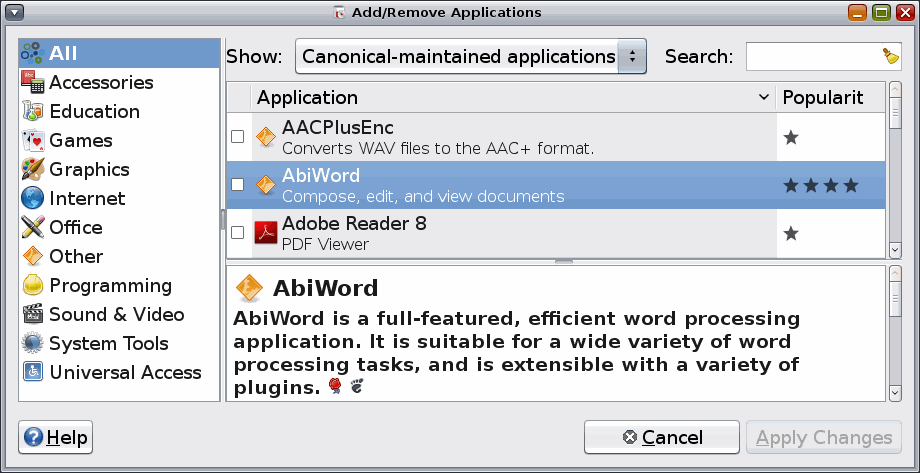 Add/Remove Applications
All
Accessories
Education
Games
Graphics
Internet
Office
Other
Programming
Sound & Video
System Tools
Universal Access
Show: Canonical-maintained applications Search:
Application Popularit
AACPlusEnc
Converts WAV files to the AAC+ format.
AbiWord
Compose, edit, and view documents
Adobe Reader 8
PDF Viewer
AbiWord
AbiWord is a full-featured, efficient word processing
application. It is suitable for a wide variety of word
processing tasks, and is extensible with a variety of
plugins.
Help Cancel Apply Changes